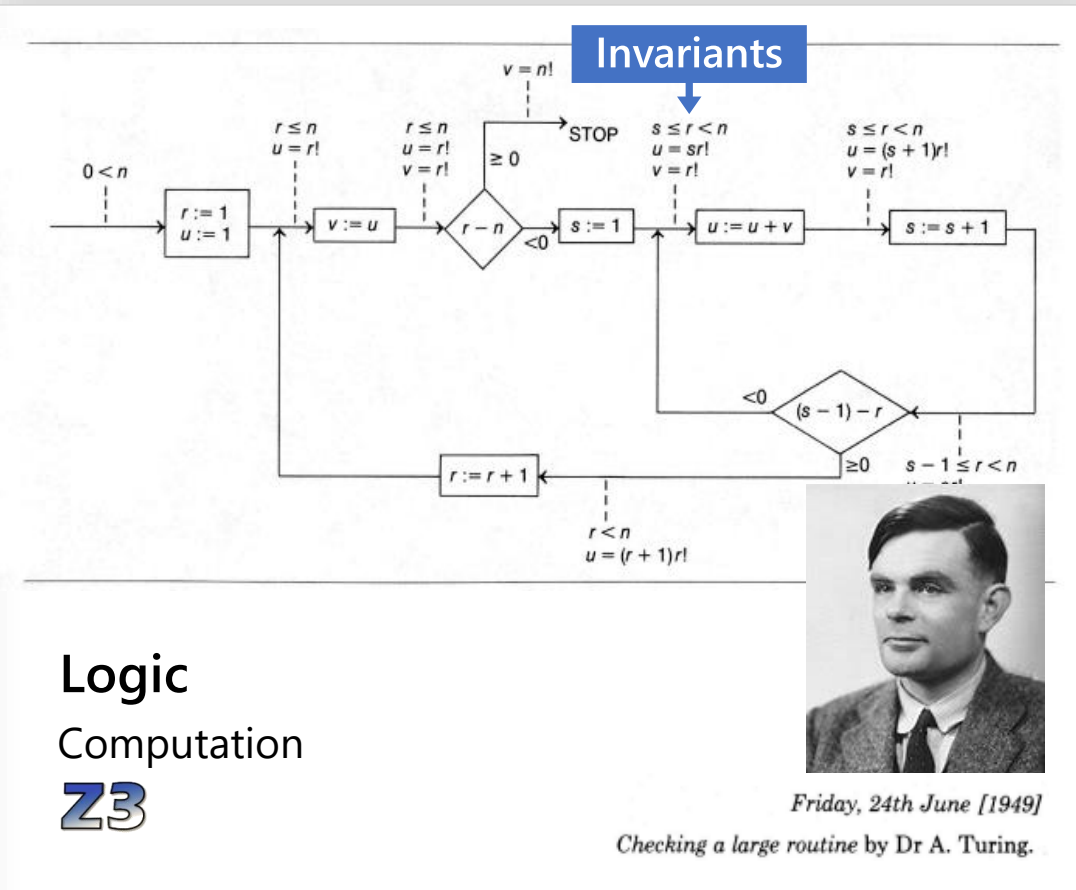 Invariants
v = n!
STOP
≥ 0
0 < n
r ≤ n
u = r!
r ≤ n
u = r!
v = r!
s ≤ r < n
u = sr!
v = r!
s ≤ r < n
u = (s + 1)r!
v = r!
r := 1
u := 1
v := u
r − n
<0
s := 1
u := u + v
s := s + 1
<0
(s − 1) − r
≥0
s − 1 ≤ r < n
r := r + 1
r < n
u = (r + 1)r!
Logic
Computation
Z3
Friday, 24th June [1949]
Checking a large routine by Dr A. Turing.